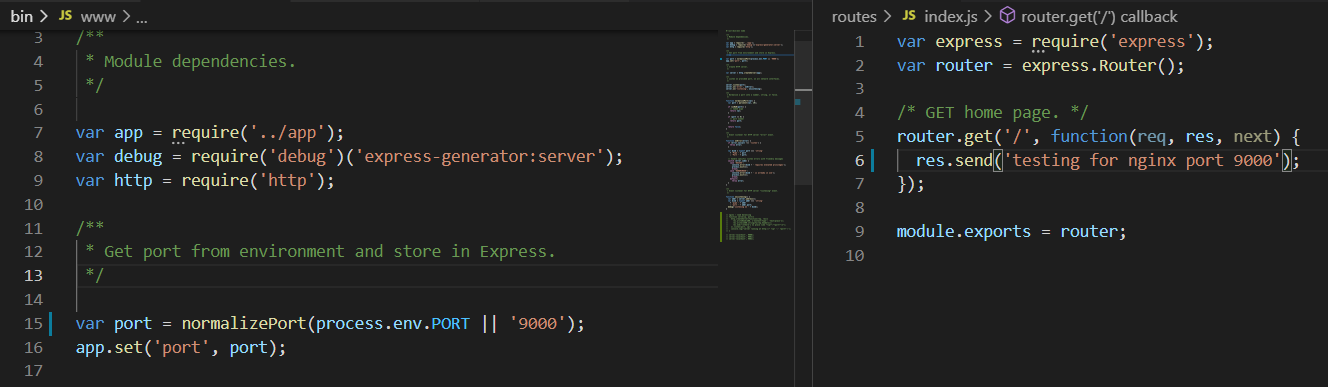 bin > JS www > ...
3 /**
4 * Module dependencies.
5 */
6
7 var app = require('../app');
8 var debug = require('debug')('express-generator:server');
9 var http = require('http');
10
11 /**
12 * Get port from environment and store in Express.
13 */
14
15 var port = normalizePort(process.env.PORT || '9000');
16 app.set('port', port);
17
routes > JS index.js > router.get('/') callback
1 var express = require('express');
2 var router = express.Router();
3
4 /* GET home page. */
5 router.get('/', function(req, res, next) {
6 res.send('testing for nginx port 9000');
7 });
8
9 module.exports = router;
10